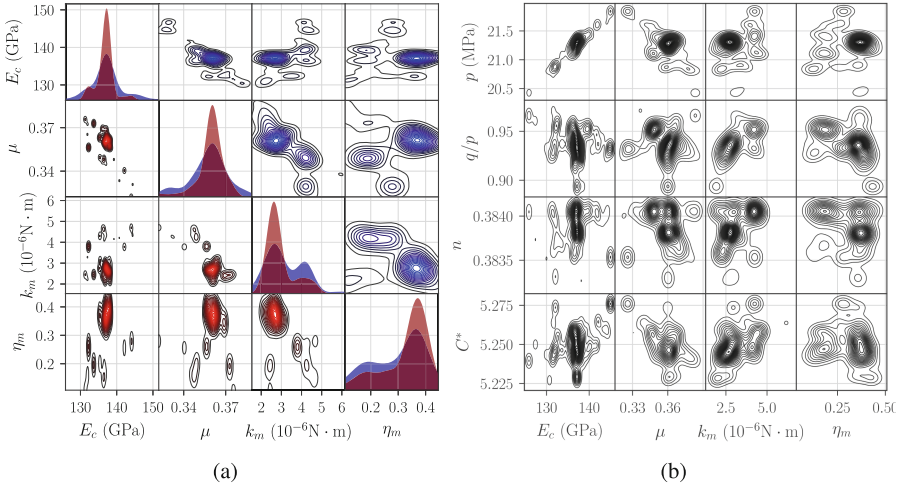 E_c (GPa)
150
140
130
μ
0.37
0.34
k_m (10⁻⁶N · m)
6
5
4
3
2
η_m
0.4
0.3
0.2
130 140 150 0.34 0.37 2 3 4 5 6 0.2 0.3 0.4
E_c (GPa) μ k_m (10⁻⁶N · m) η_m
(a)
p (MPa)
21.5
21.0
20.5
q/p
0.95
0.90
n
0.3840
0.3835
C*
5.275
5.250
5.225
130 140 0.33 0.36 2.5 5.0 0.25 0.50
E_c (GPa) μ k_m (10⁻⁶N · m) η_m
(b)